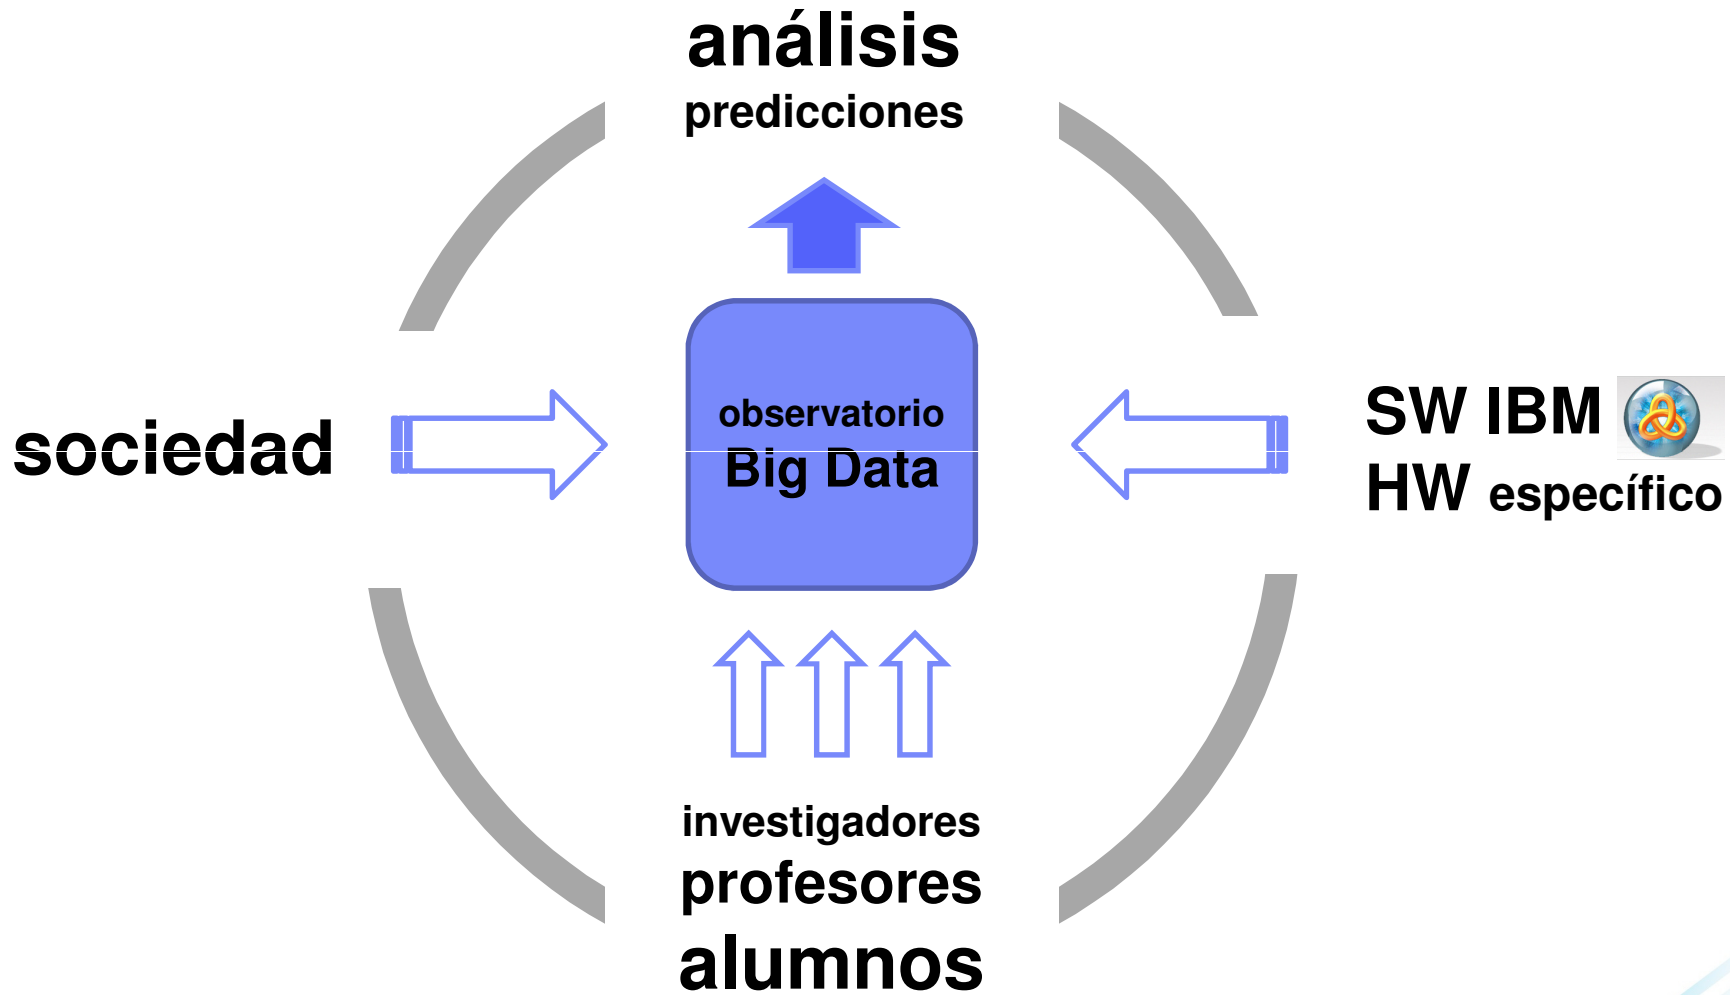 análisis
predicciones
sociedad
observatorio
Big Data
SW IBM
HW específico
investigadores
profesores
alumnos